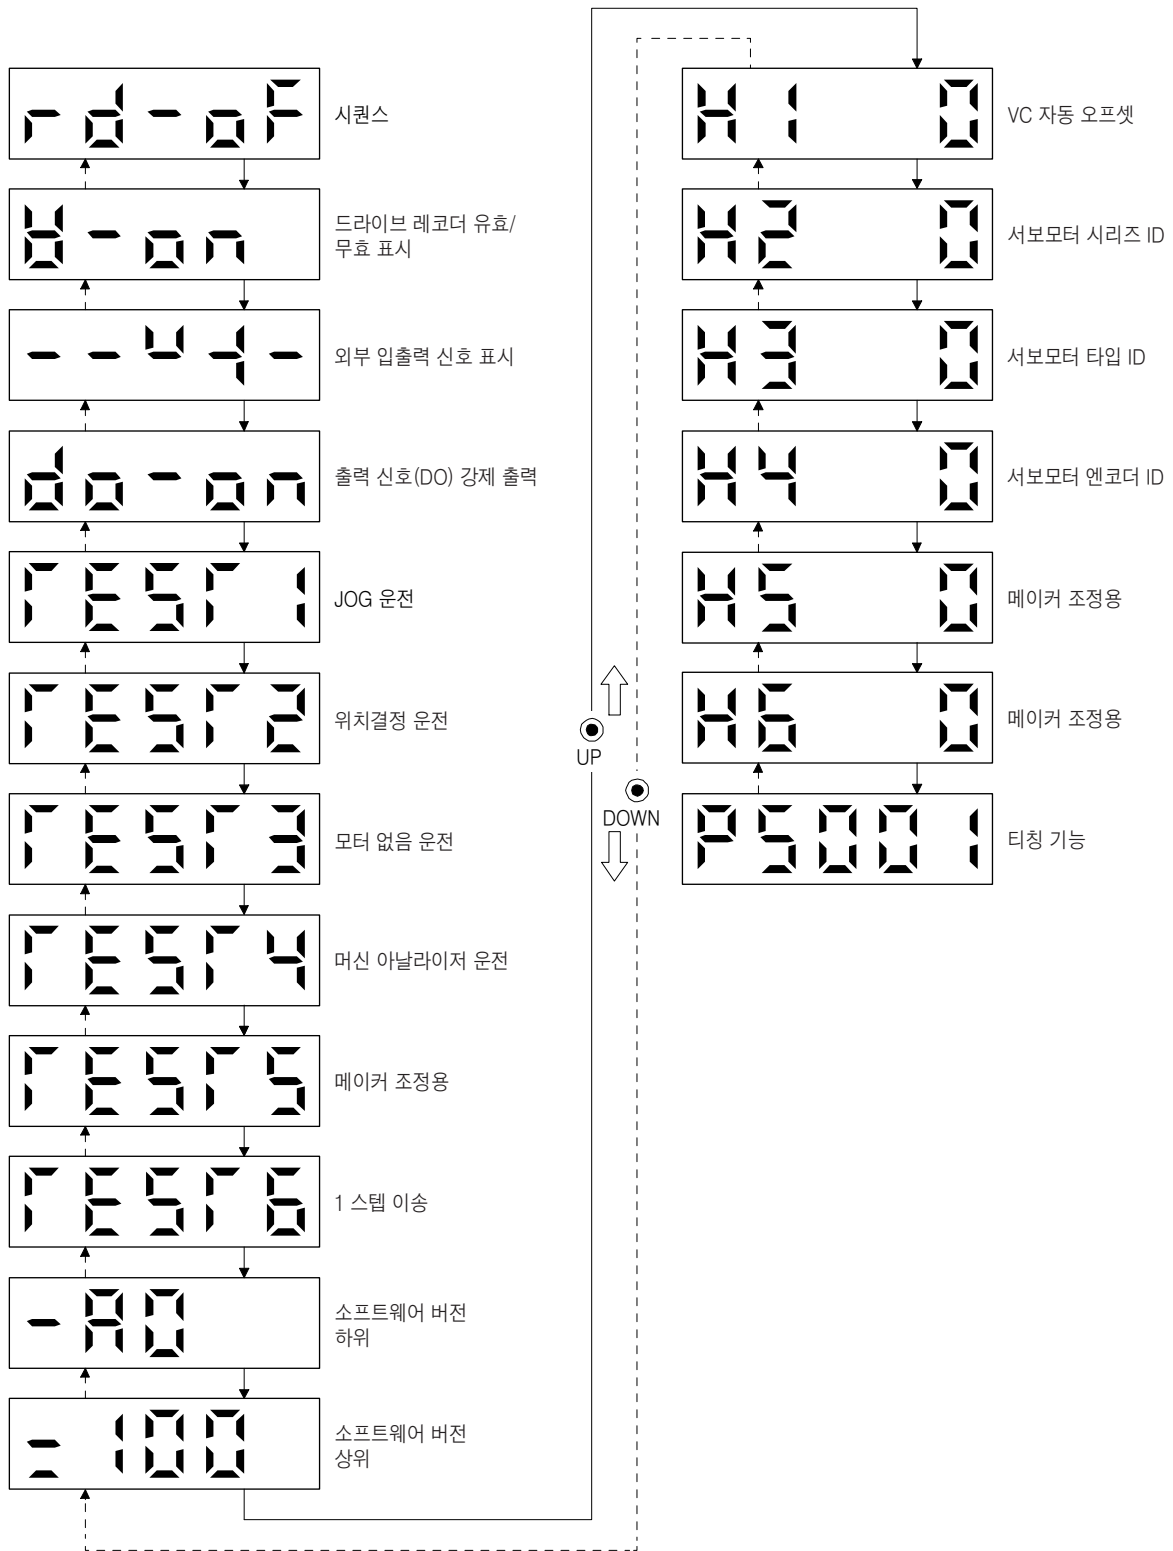 rd-oF
시퀀스
드라이브 레코더 유효/
무효 표시
외부 입출력 신호 표시
do-on
출력 신호(DO) 강제 출력
TEST1
JOG 운전
TEST2
위치결정 운전
TEST3
모터 없음 운전
TEST4
머신 아날라이저 운전
TEST5
메이커 조정용
TEST6
1 스텝 이송
-A0
소프트웨어 버전
하위
= 100
소프트웨어 버전
상위
UP
DOWN
H1 0
VC 자동 오프셋
H2 0
서보모터 시리즈 ID
H3 0
서보모터 타입 ID
H4 0
서보모터 엔코더 ID
H5 0
메이커 조정용
H6 0
메이커 조정용
PS001
티칭 기능